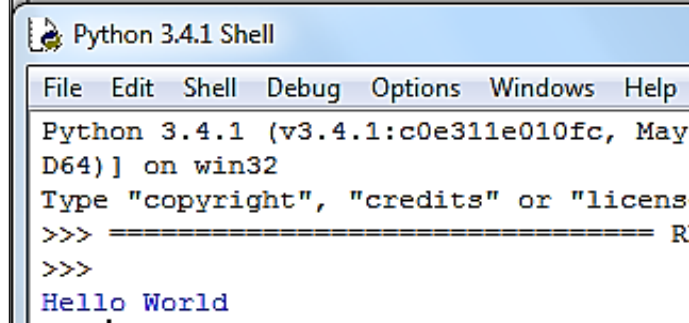 Python 3.4.1 Shell
File Edit Shell Debug Options Windows Help
Python 3.4.1 (v3.4.1:c0e311e010fc, May
D64)] on win32
Type "copyright", "credits" or "licens
>>> ================================
>>>
Hello World